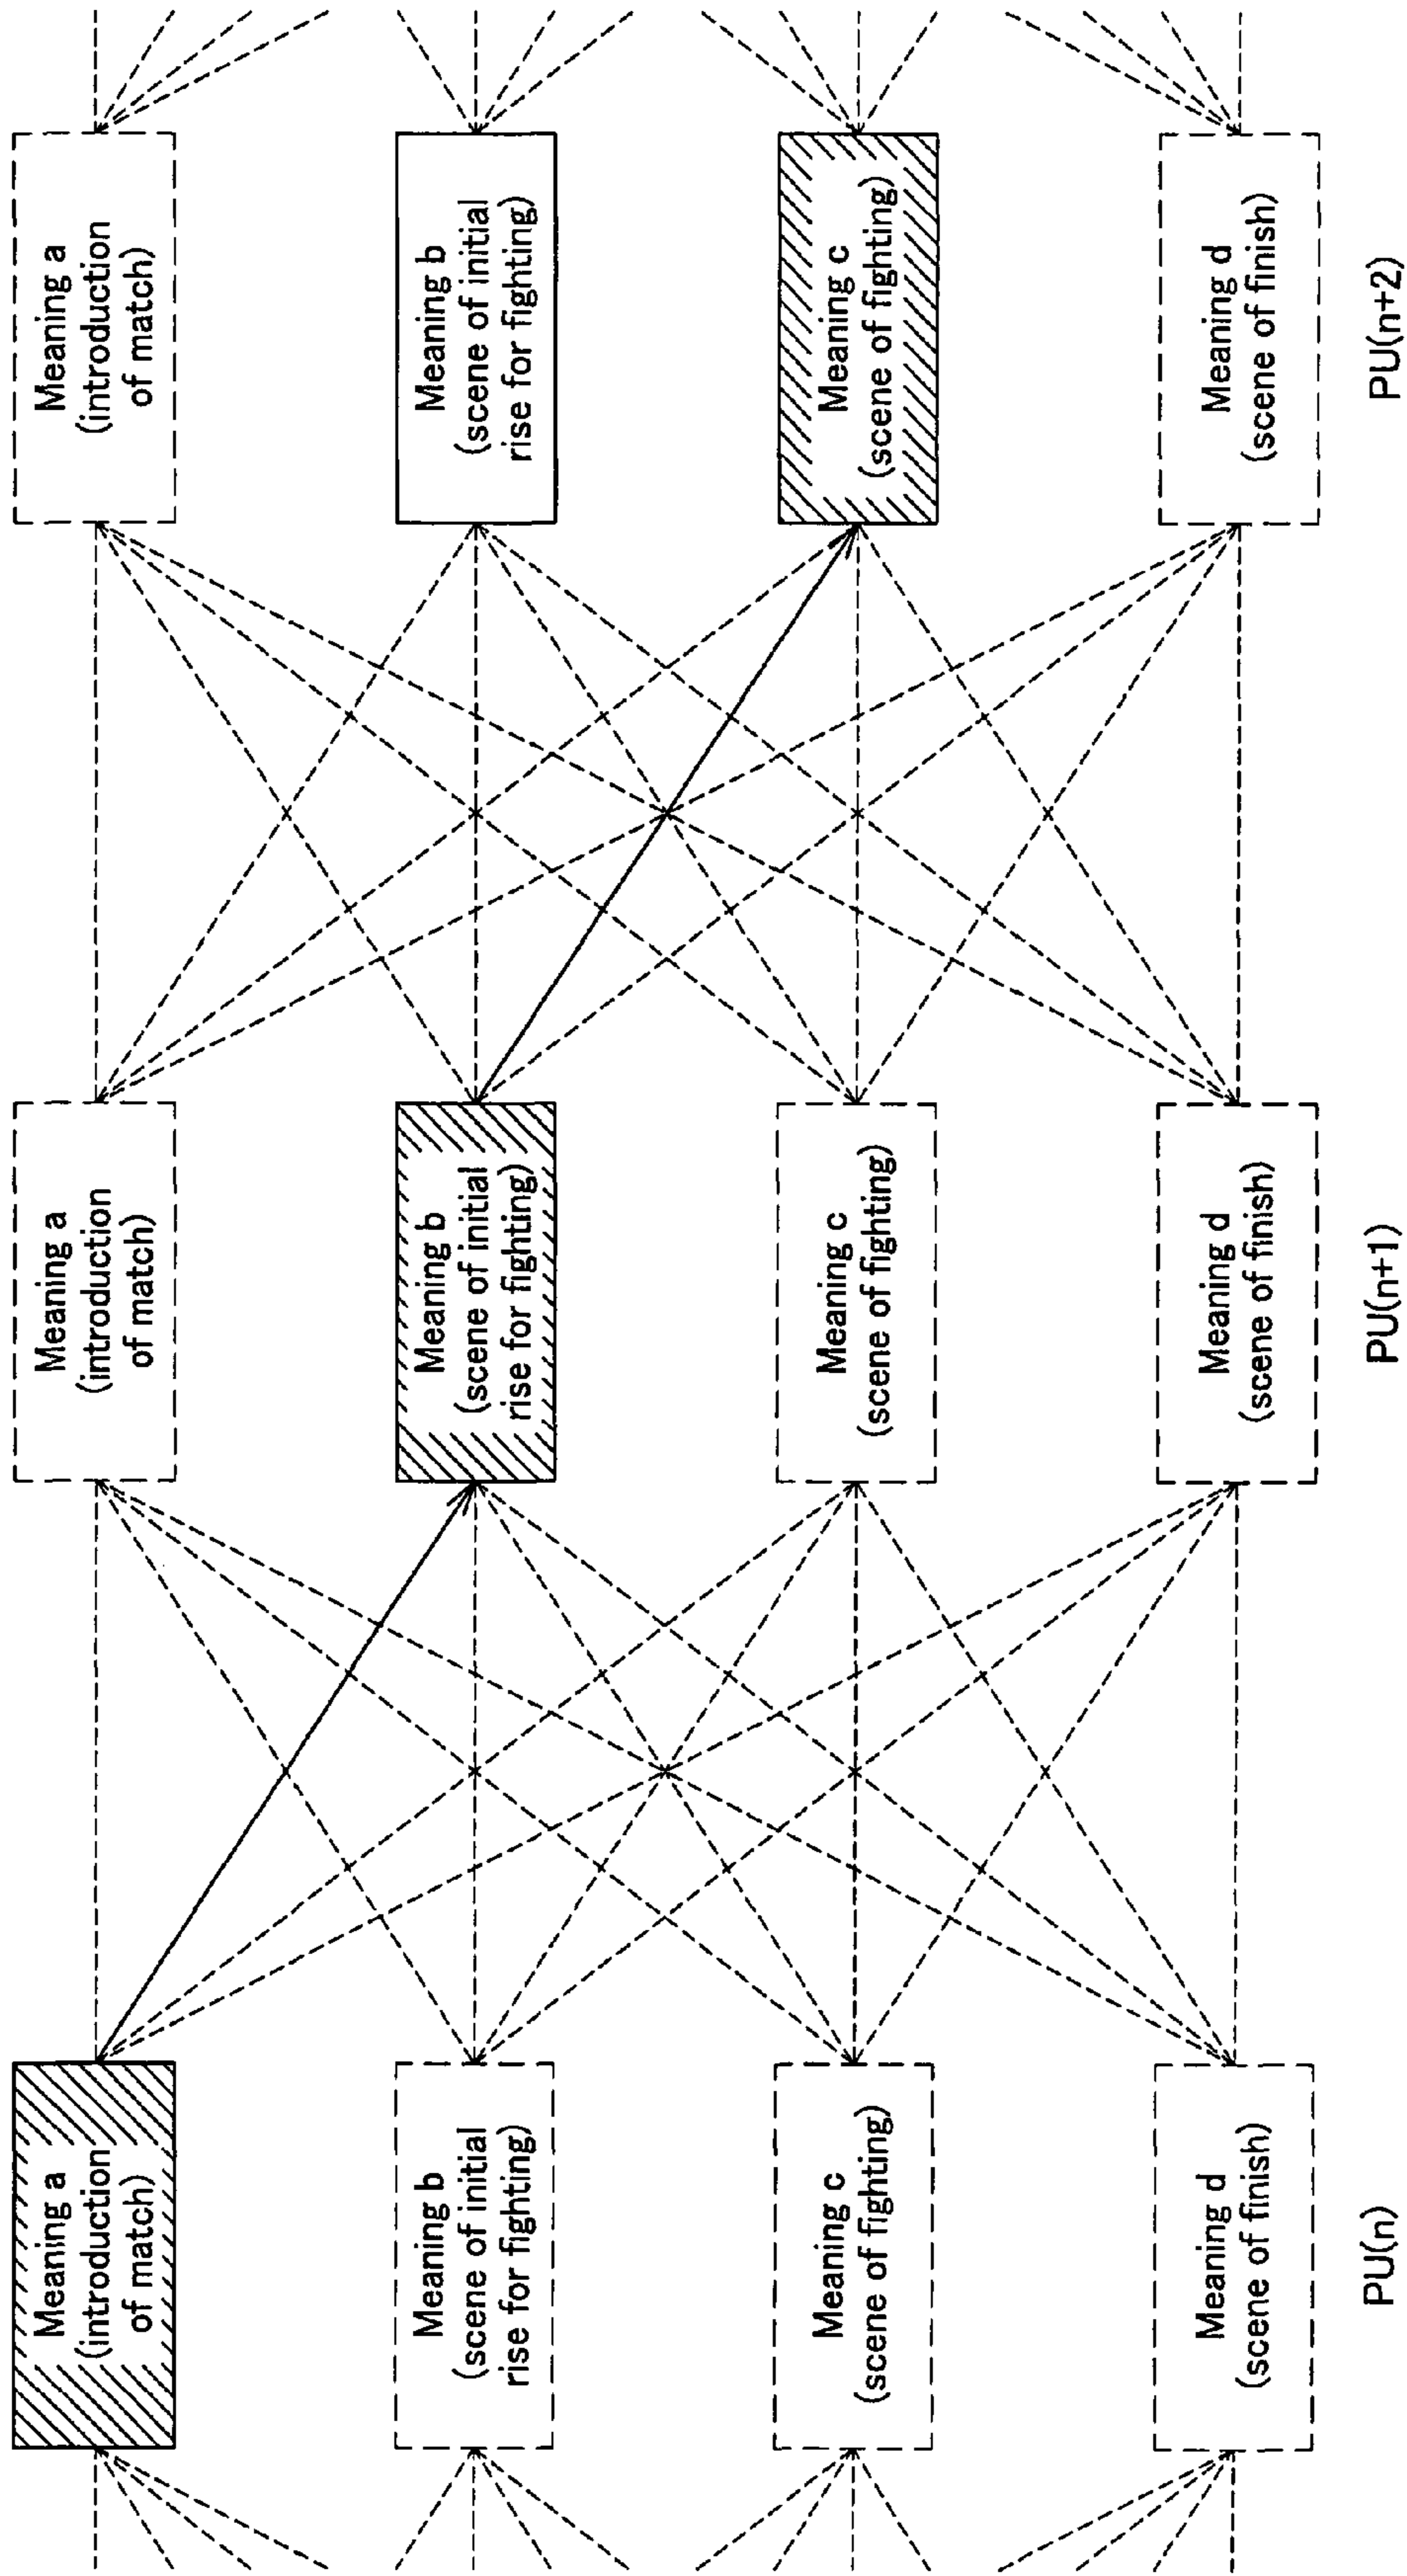 Meaning a
(introduction
of match)
Meaning b
(scene of initial
rise for fighting)
Meaning c
(scene of fighting)
Meaning d
(scene of finish)
PU(n)
Meaning a
(introduction
of match)
Meaning b
(scene of initial
rise for fighting)
Meaning c
(scene of fighting)
Meaning d
(scene of finish)
PU(n+1)
Meaning a
(introduction
of match)
Meaning b
(scene of initial
rise for fighting)
Meaning c
(scene of fighting)
Meaning d
(scene of finish)
PU(n+2)